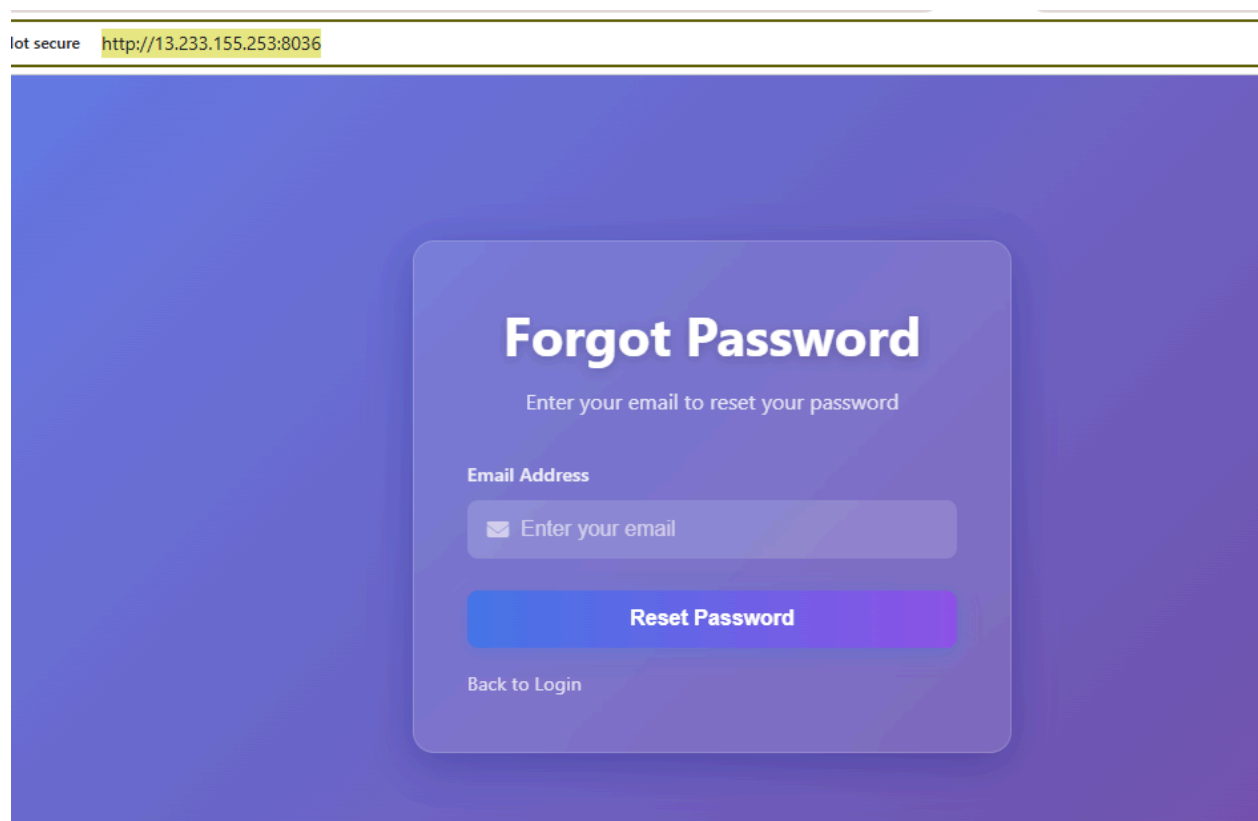 lot secure http://13.233.155.253:8036
Forgot Password
Enter your email to reset your password
Email Address
Enter your email
Reset Password
Back to Login